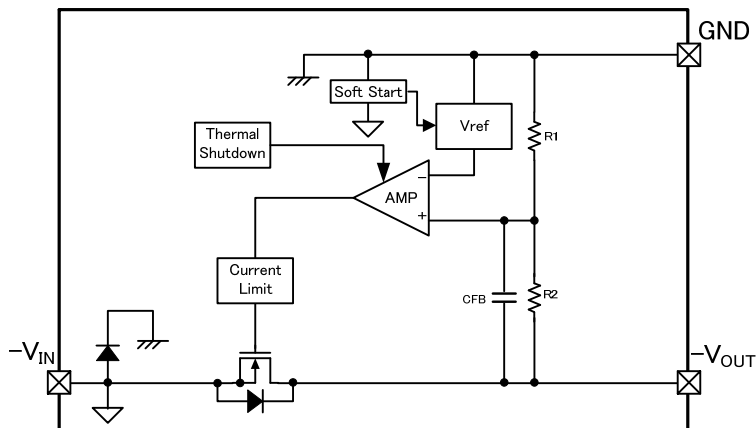 GND
Soft Start
Vref
R1
Thermal
Shutdown
−
AMP
+
Current
Limit
CFB
R2
−VIN
−VOUT